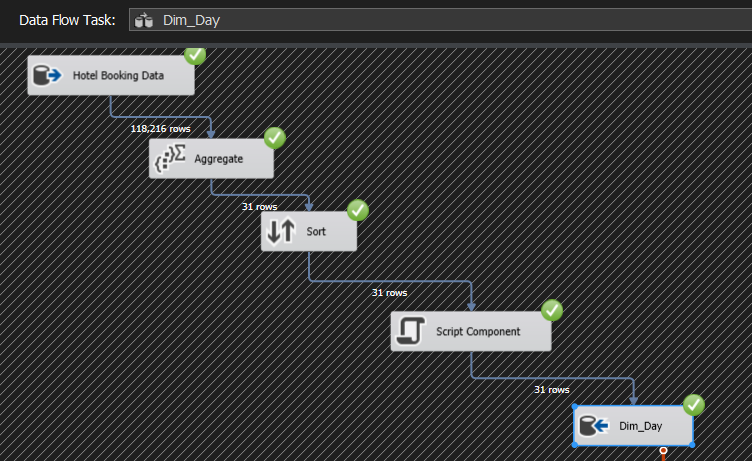 Data Flow Task: Dim_Day
Hotel Booking Data
118,216 rows
Aggregate
31 rows
Sort
31 rows
Script Component
31 rows
Dim_Day